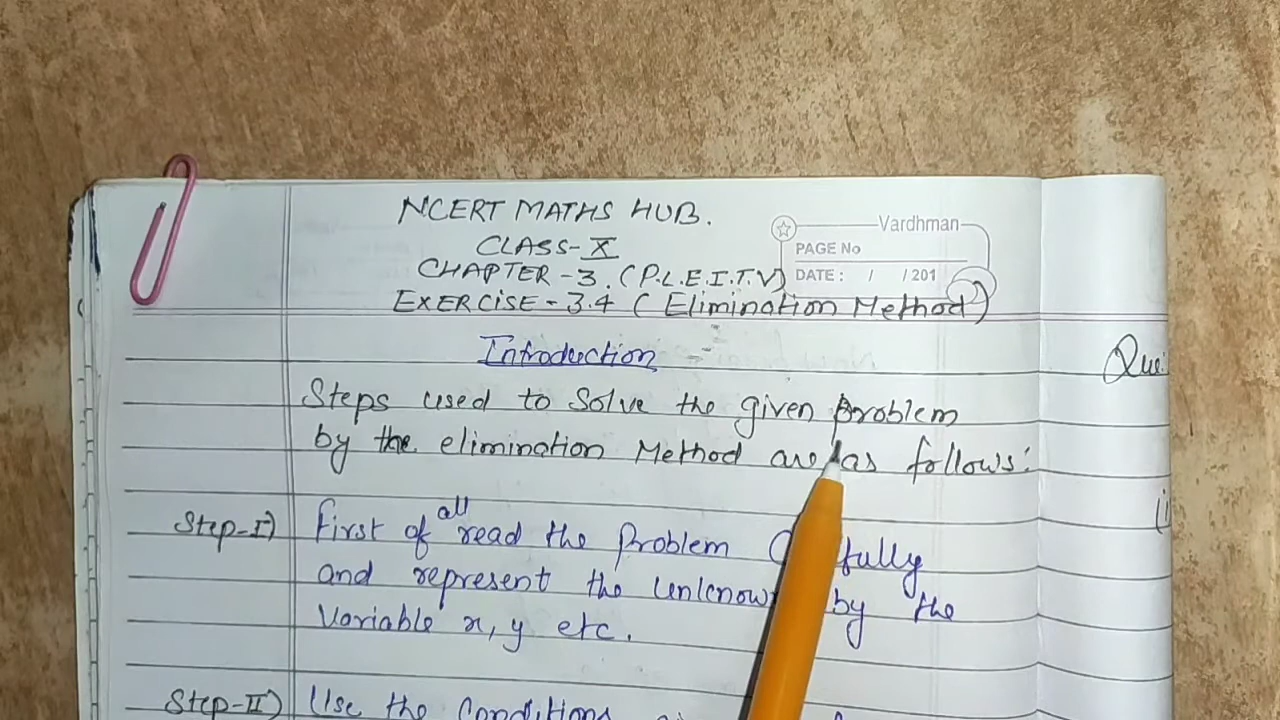 NCERT MATHS HUB.
CLASS-X
CHAPTER-3. (P.L.E.I.T.V)
EXERCISE-3.4 (Elimination Method)
Vardhman
PAGE No
DATE: / /201
Introduction
Steps used to solve the given problem
by the elimination Method are as follows:
Step-I) First of all read the Problem
and represent the by the
Variable x, y etc.
Step-II) Use the Conditions
Que
(i